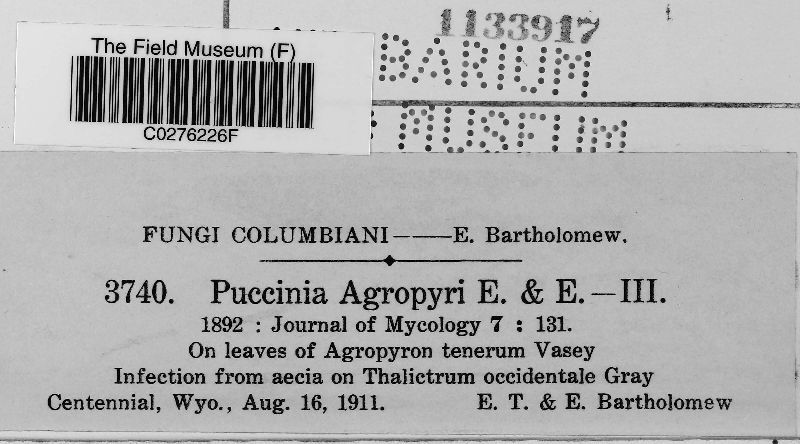 1133917
The Field Museum (F)
C0276226F
BARIUM
MUSEUM
FUNGI COLUMBIANI——E. Bartholomew.
3740. Puccinia Agropyri E. & E.—III.
1892 : Journal of Mycology 7 : 131.
On leaves of Agropyron tenerum Vasey
Infection from aecia on Thalictrum occidentale Gray
Centennial, Wyo., Aug. 16, 1911. E. T. & E. Bartholomew